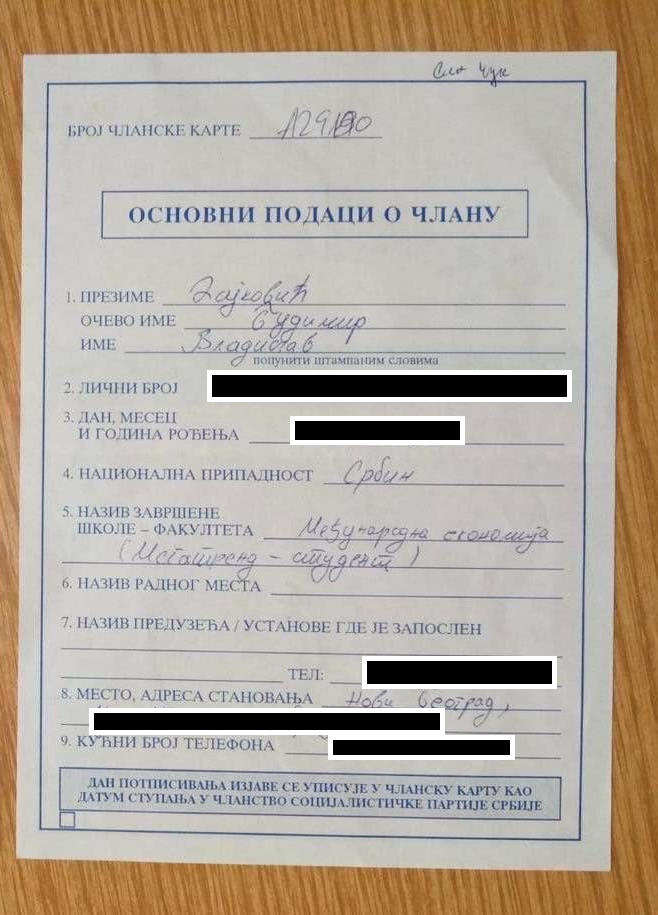 Сло Чук
БРОЈ ЧЛАНСКЕ КАРТЕ
ОСНОВНИ ПОДАЦИ О ЧЛАНУ
1. ПРЕЗИМЕ Зајковић
ОЧЕВО ИМЕ Будимир
ИМЕ Владислав
попунити штампаним словима
2. ЛИЧНИ БРОЈ
3. ДАН, МЕСЕЦ
И ГОДИНА РОЂЕЊА
4. НАЦИОНАЛНА ПРИПАДНОСТ Србин
5. НАЗИВ ЗАВРШЕНЕ
ШКОЛЕ – ФАКУЛТЕТА Међународна економија
(Мегатренд - студент)
6. НАЗИВ РАДНОГ МЕСТА
7. НАЗИВ ПРЕДУЗЕЋА / УСТАНОВЕ ГДЕ ЈЕ ЗАПОСЛЕН
ТЕЛ:
8. МЕСТО, АДРЕСА СТАНОВАЊА Нови Београд,
9. КУЋНИ БРОЈ ТЕЛЕФОНА
ДАН ПОТПИСИВАЊА ИЗЈАВЕ СЕ УПИСУЈЕ У ЧЛАНСКУ КАРТУ КАО
ДАТУМ СТУПАЊА У ЧЛАНСТВО СОЦИЈАЛИСТИЧКЕ ПАРТИЈЕ СРБИЈЕ